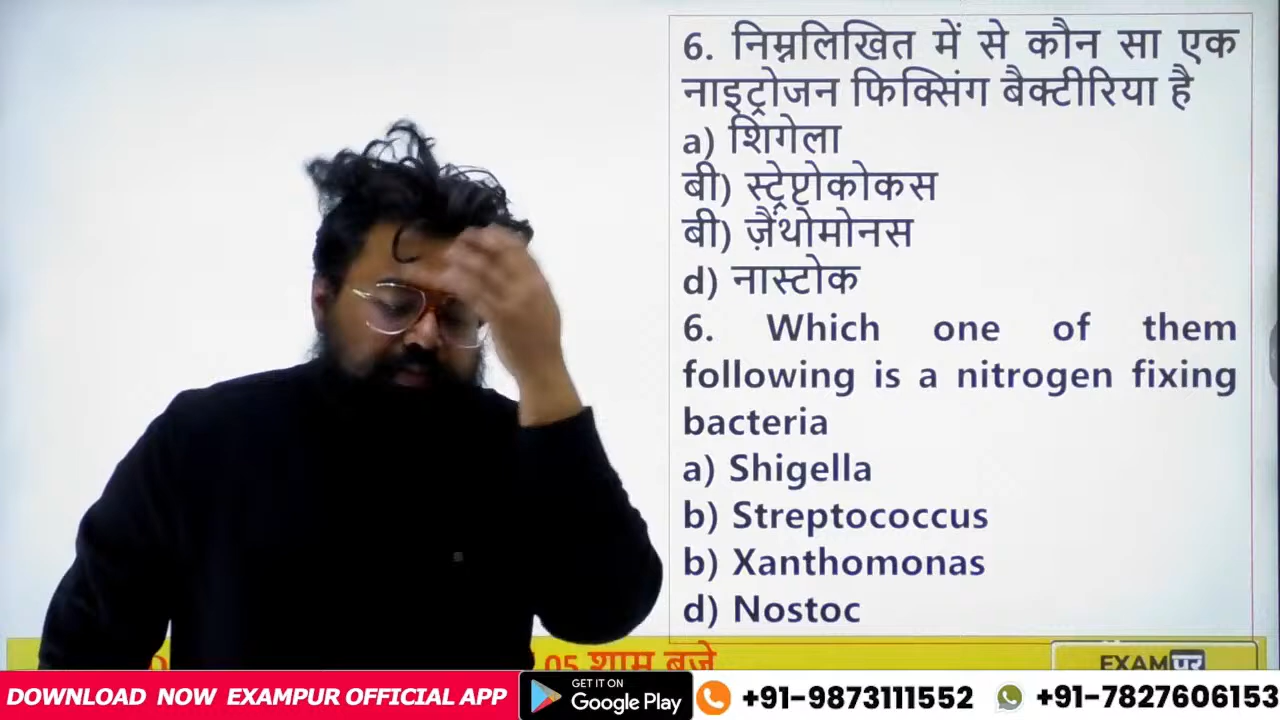 6. निम्नलिखित में से कौन सा एक
नाइट्रोजन फिक्सिंग बैक्टीरिया है
a) शिगेला
बी) स्ट्रेप्टोकोकस
बी) ज़ैंथोमोनस
d) नास्टोक
6. Which one of them
following is a nitrogen fixing
bacteria
a) Shigella
b) Streptococcus
b) Xanthomonas
d) Nostoc
05 शाम बजे
EXAMपुर
DOWNLOAD NOW EXAMPUR OFFICIAL APP
GET IT ON
Google Play
+91-9873111552
+91-7827606153